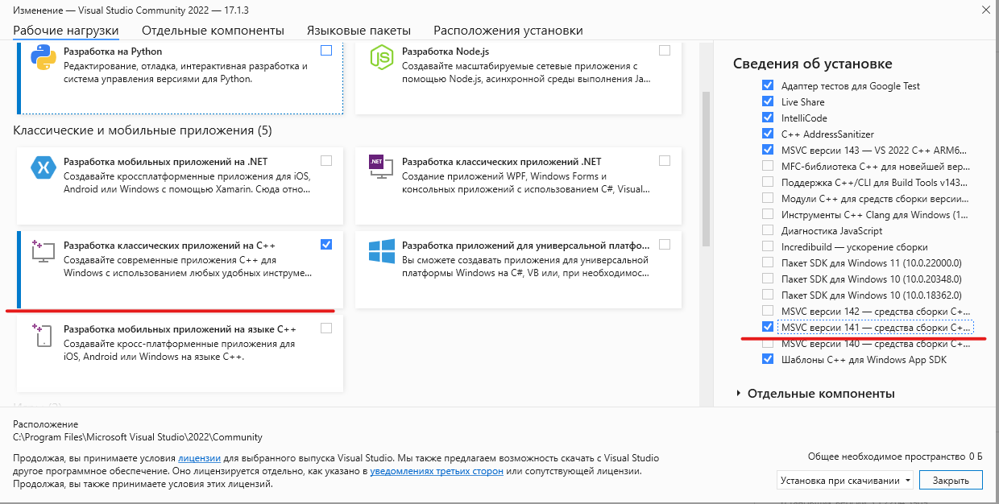 Изменение — Visual Studio Community 2022 — 17.1.3
Рабочие нагрузки Отдельные компоненты Языковые пакеты Расположения установки
Разработка на Python
Редактирование, отладка, интерактивная разработка и
система управления версиями для Python.
JS
Разработка Node.js
Создавайте масштабируемые сетевые приложения с
помощью Node.js, асинхронной среды выполнения Ja...
Классические и мобильные приложения (5)
Разработка мобильных приложений на .NET
Создавайте кроссплатформенные приложения для iOS,
Android или Windows с помощью Xamarin. Сюда отно...
.NET
Разработка классических приложений .NET
Создание приложений WPF, Windows Forms и
консольных приложений с использованием C#, Visual...
Разработка классических приложений на C++
Создавайте современные приложения C++ для
Windows с использованием любых удобных инструме...
Разработка приложений для универсальной платфо...
Вы сможете создавать приложения для универсальной
платформы Windows на C#, VB или, при необходимос...
Разработка мобильных приложений на языке C++
Создавайте кросс-платформенные приложения для
iOS, Android или Windows на языке C++.
Сведения об установке
Адаптер тестов для Google Test
Live Share
IntelliCode
C++ AddressSanitizer
MSVC версии 143 — VS 2022 C++ ARM6...
MFC-библиотека C++ для новейшей вер...
Поддержка C++/CLI для Build Tools v143...
Модули C++ для средств сборки версии...
Инструменты C++ Clang для Windows (1...
Диагностика JavaScript
Incredibuild — ускорение сборки
Пакет SDK для Windows 11 (10.0.22000.0)
Пакет SDK для Windows 10 (10.0.20348.0)
Пакет SDK для Windows 10 (10.0.18362.0)
MSVC версии 142 — средства сборки C+...
MSVC версии 141 — средства сборки C+...
MSVC версии 140 — средства сборки C+...
Шаблоны C++ для Windows App SDK
Отдельные компоненты
Расположение
C:\Program Files\Microsoft Visual Studio\2022\Community
Продолжая, вы принимаете условия лицензии для выбранного выпуска Visual Studio. Мы также предлагаем возможность скачать с Visual Studio
другое программное обеспечение. Оно лицензируется отдельно, как указано в уведомлениях третьих сторон или сопутствующей лицензии.
Продолжая, вы также принимаете условия этих лицензий.
Общее необходимое пространство 0 Б
Установка при скачивании
Закрыть